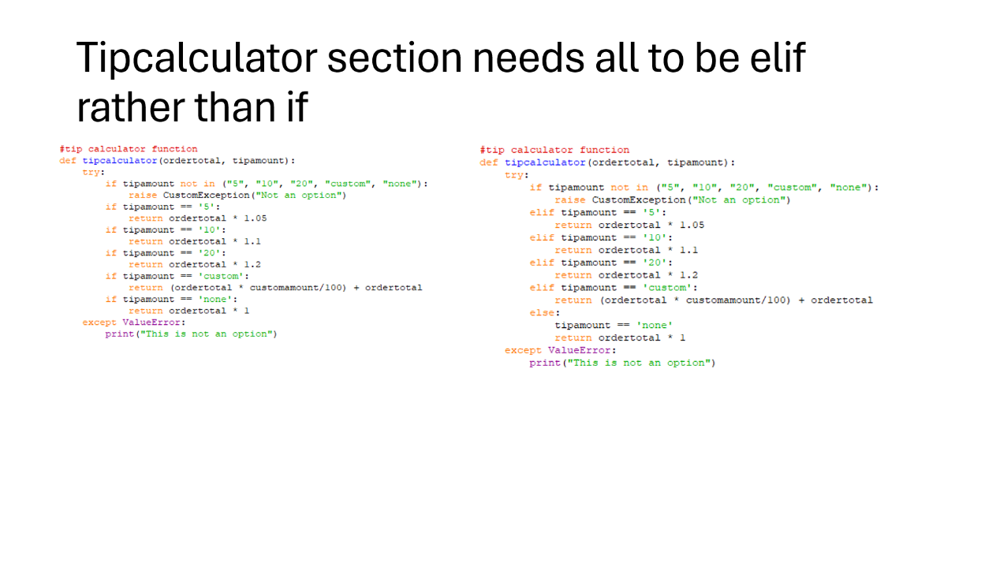 Tipcalculator section needs all to be elif
rather than if
#tip calculator function
def tipcalculator(ordertotal, tipamount):
    try:
        if tipamount not in ("5", "10", "20", "custom", "none"):
            raise CustomException("Not an option")
        if tipamount == '5':
            return ordertotal * 1.05
        if tipamount == '10':
            return ordertotal * 1.1
        if tipamount == '20':
            return ordertotal * 1.2
        if tipamount == 'custom':
            return (ordertotal * customamount/100) + ordertotal
        if tipamount == 'none':
            return ordertotal * 1
    except ValueError:
        print("This is not an option")
#tip calculator function
def tipcalculator(ordertotal, tipamount):
    try:
        if tipamount not in ("5", "10", "20", "custom", "none"):
            raise CustomException("Not an option")
        elif tipamount == '5':
            return ordertotal * 1.05
        elif tipamount == '10':
            return ordertotal * 1.1
        elif tipamount == '20':
            return ordertotal * 1.2
        elif tipamount == 'custom':
            return (ordertotal * customamount/100) + ordertotal
        else:
            tipamount == 'none'
            return ordertotal * 1
    except ValueError:
        print("This is not an option")